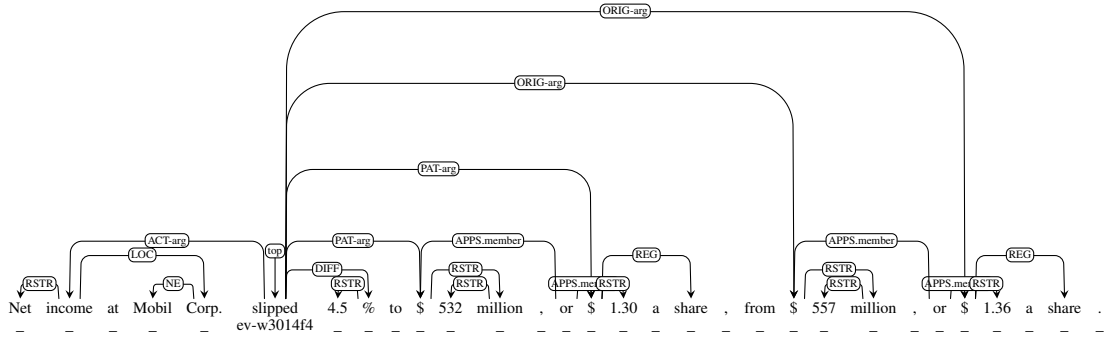 ORIG-arg
ORIG-arg
PAT-arg
ACT-arg PAT-arg APPS.member APPS.member
LOC top REG REG
DIFF RSTR RSTR
RSTR NE RSTR RSTR RSTR RSTR RSTR
Net income at Mobil Corp. slipped 4.5 % to $ 532 million , or $ 1.30 a share , from $ 557 million , or $ 1.36 a share .
_ _ _ _ _ ev-w3014f4 _ _ _ _ _ _ _ _ _ _ _ _ _ _ _ _ _ _ _ _ _ _ _ _